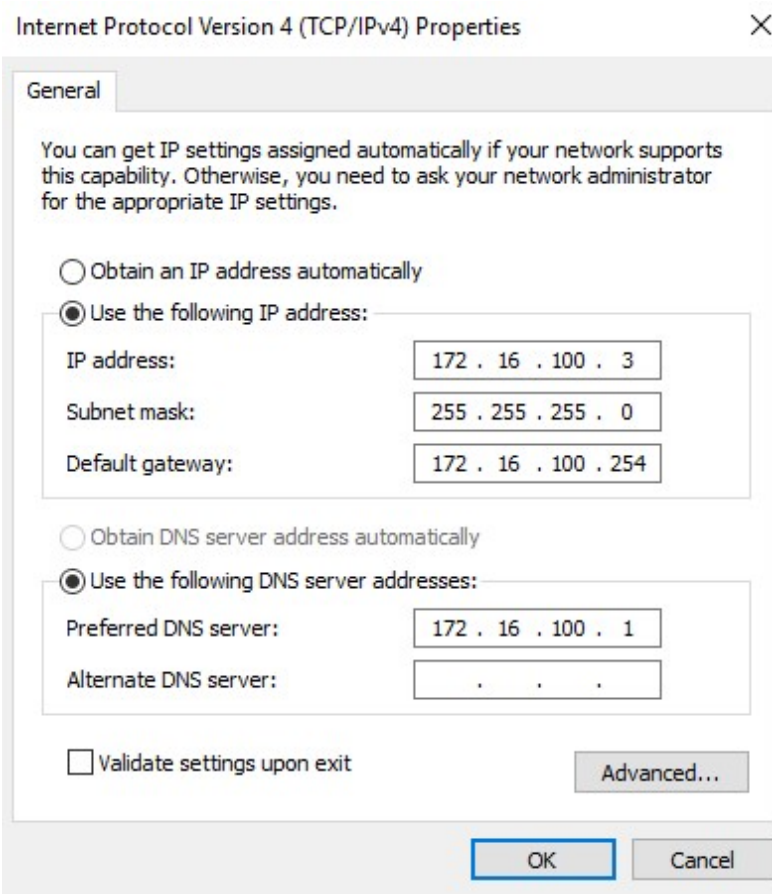 Internet Protocol Version 4 (TCP/IPv4) Properties
General
You can get IP settings assigned automatically if your network supports
this capability. Otherwise, you need to ask your network administrator
for the appropriate IP settings.
Obtain an IP address automatically
Use the following IP address:
IP address: 172 . 16 . 100 . 3
Subnet mask: 255 . 255 . 255 . 0
Default gateway: 172 . 16 . 100 . 254
Obtain DNS server address automatically
Use the following DNS server addresses:
Preferred DNS server: 172 . 16 . 100 . 1
Alternate DNS server: . . .
Validate settings upon exit
Advanced...
OK Cancel